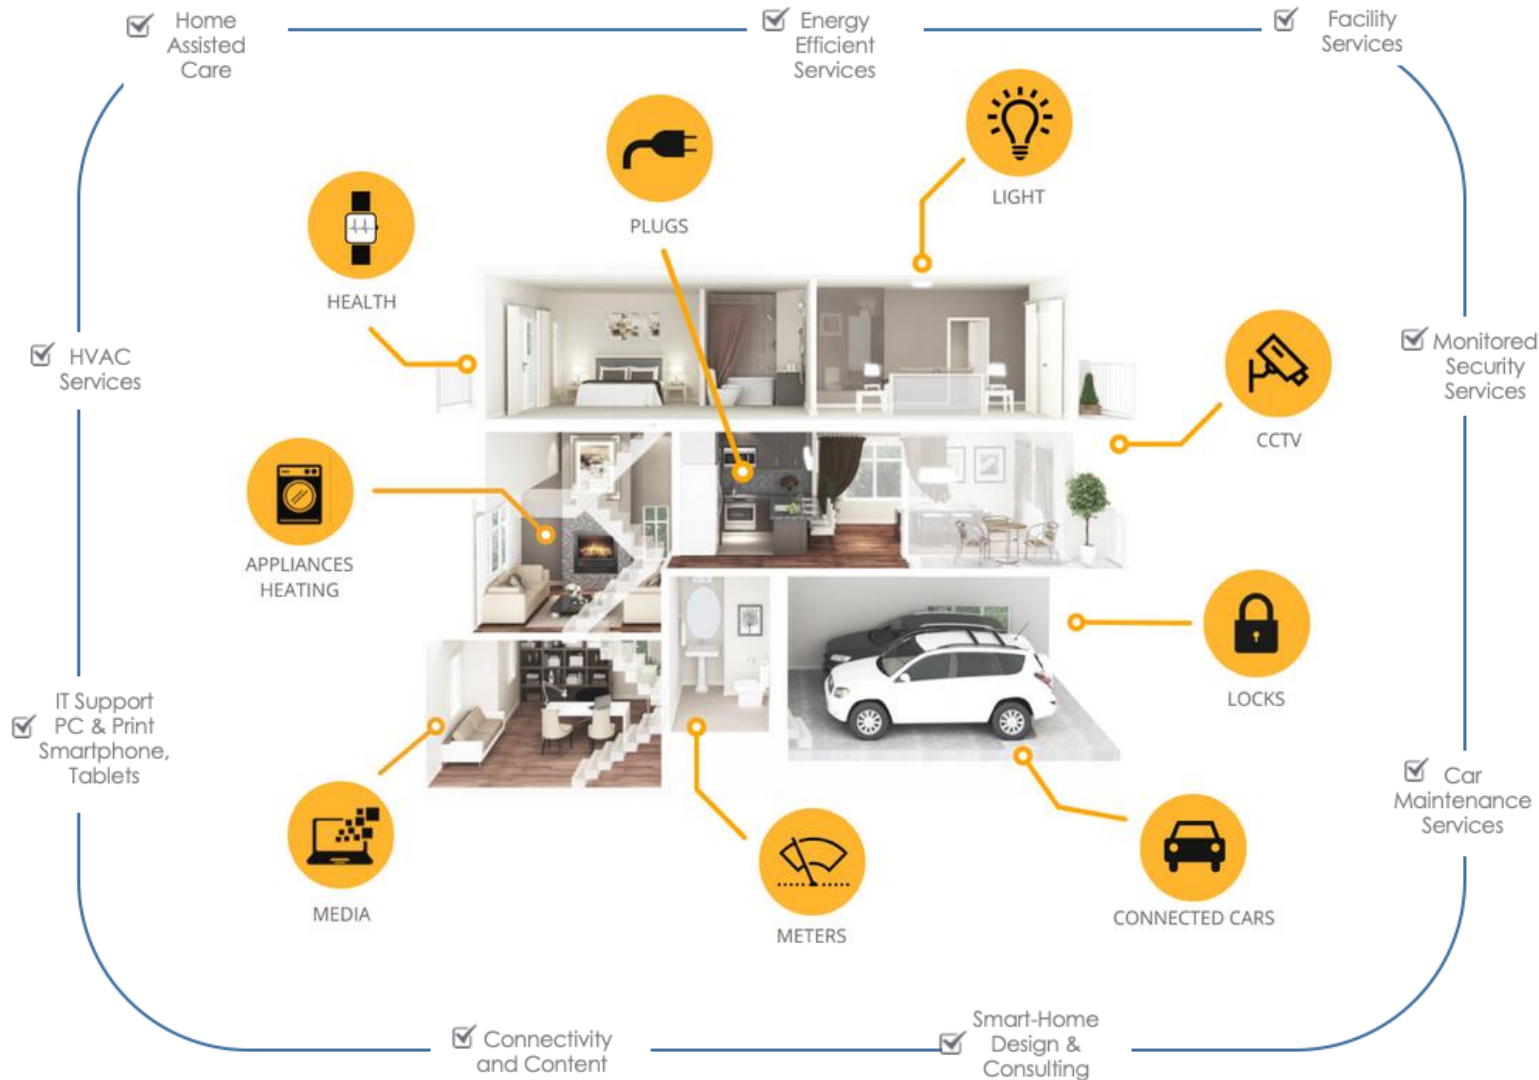 Home
Assisted
Care
Energy
Efficient
Services
Facility
Services
LIGHT
PLUGS
HEALTH
HVAC
Services
Monitored
Security
Services
CCTV
APPLIANCES
HEATING
LOCKS
IT Support
PC & Print
Smartphone,
Tablets
Car
Maintenance
Services
MEDIA
METERS
CONNECTED CARS
Connectivity
and Content
Smart-Home
Design &
Consulting